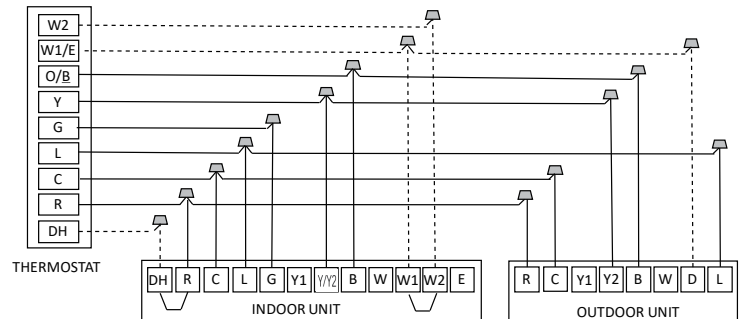 W2
W1/E
O/B
Y
G
L
C
R
DH
THERMOSTAT
DH R C L G Y1 Y/Y2 B W W1 W2 E
INDOOR UNIT
R C Y1 Y2 B W D L
OUTDOOR UNIT